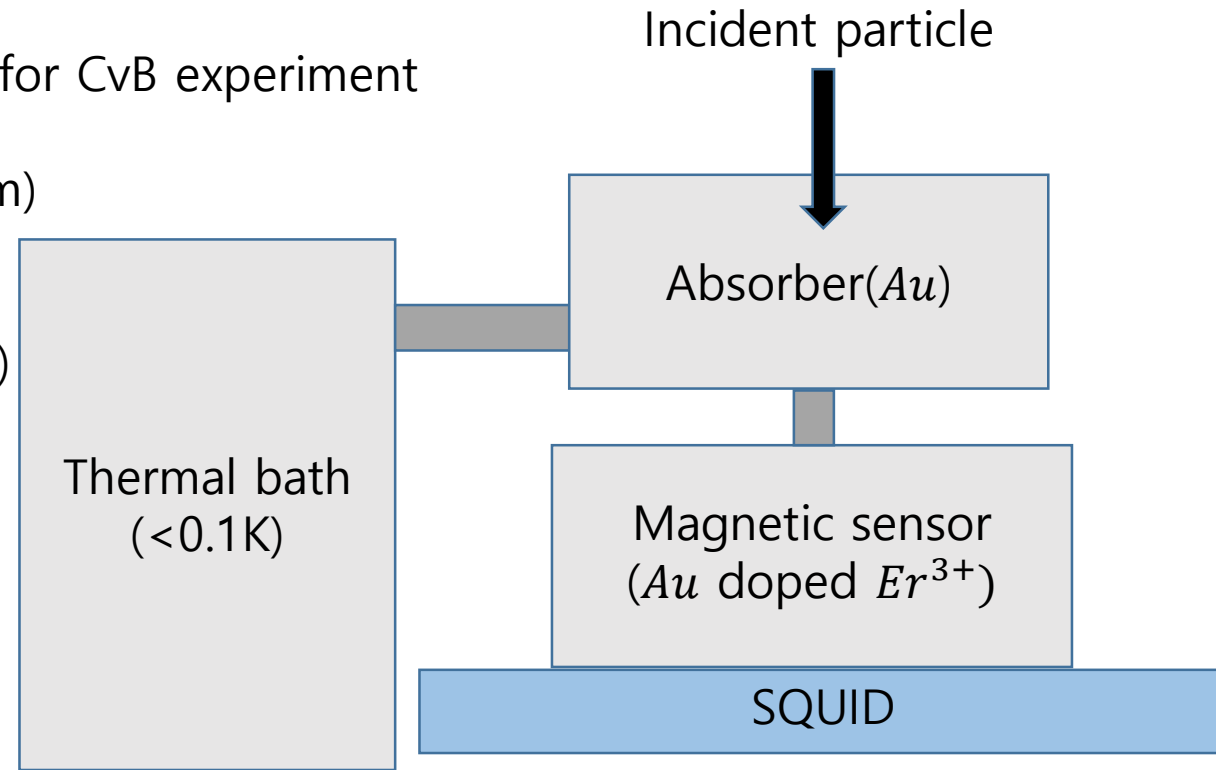 Incident particle
for CvB experiment
m)
)
Absorber(Au)
Thermal bath
(<0.1K)
Magnetic sensor
(Au doped Er³⁺)
SQUID